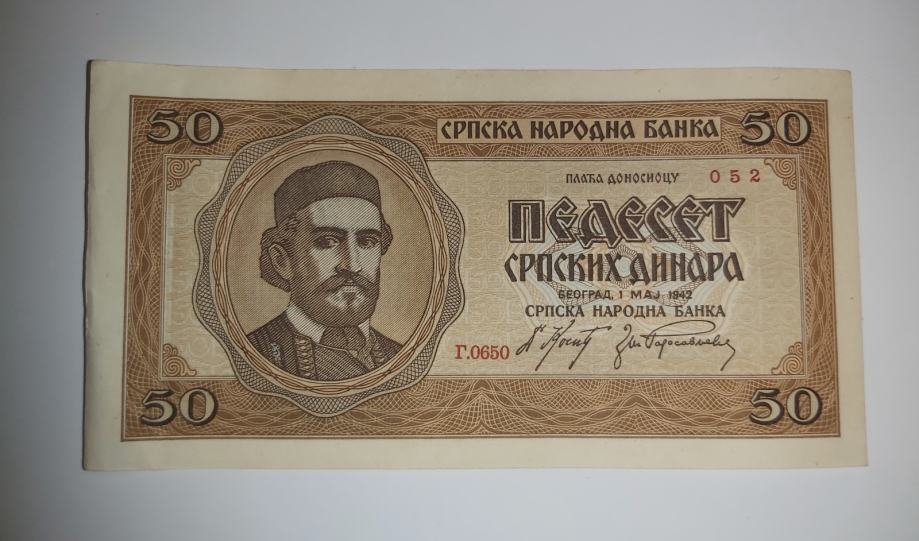 50 СРПСКА НАРОДНА БАНКА 50
ПЛАЋА ДОНОСИОЦУ 052
ПЕДЕСЕТ
СРПСКИХ ДИНАРА
БЕОГРАД, 1 МАЈ 1942
СРПСКА НАРОДНА БАНКА
Г.0650
50 50